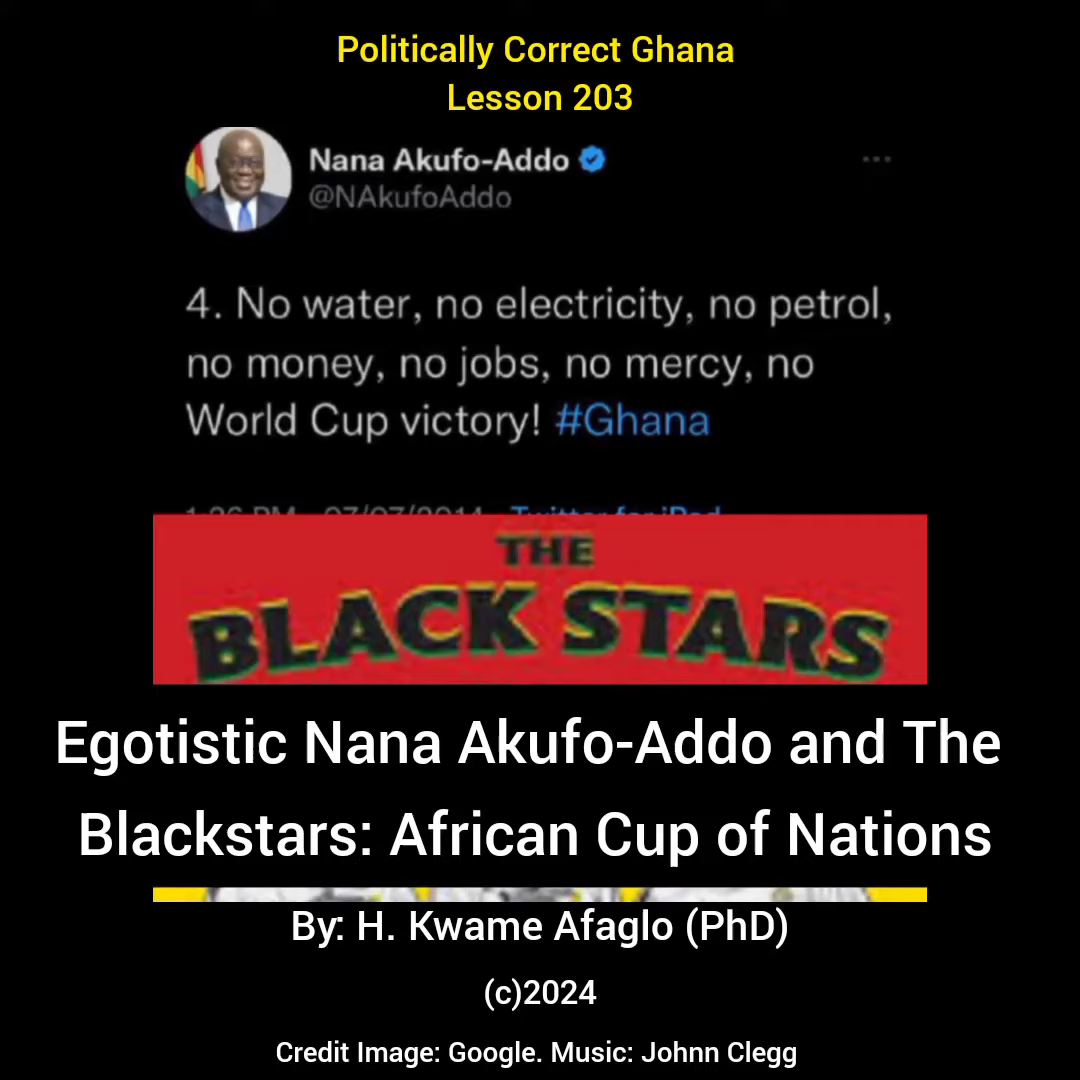 Politically Correct Ghana
Lesson 203
Nana Akufo-Addo
@NAkufoAddo
4. No water, no electricity, no petrol,
no money, no jobs, no mercy, no
World Cup victory! #Ghana
THE
BLACK STARS
Egotistic Nana Akufo-Addo and The
Blackstars: African Cup of Nations
By: H. Kwame Afaglo (PhD)
(c)2024
Credit Image: Google. Music: Johnn Clegg